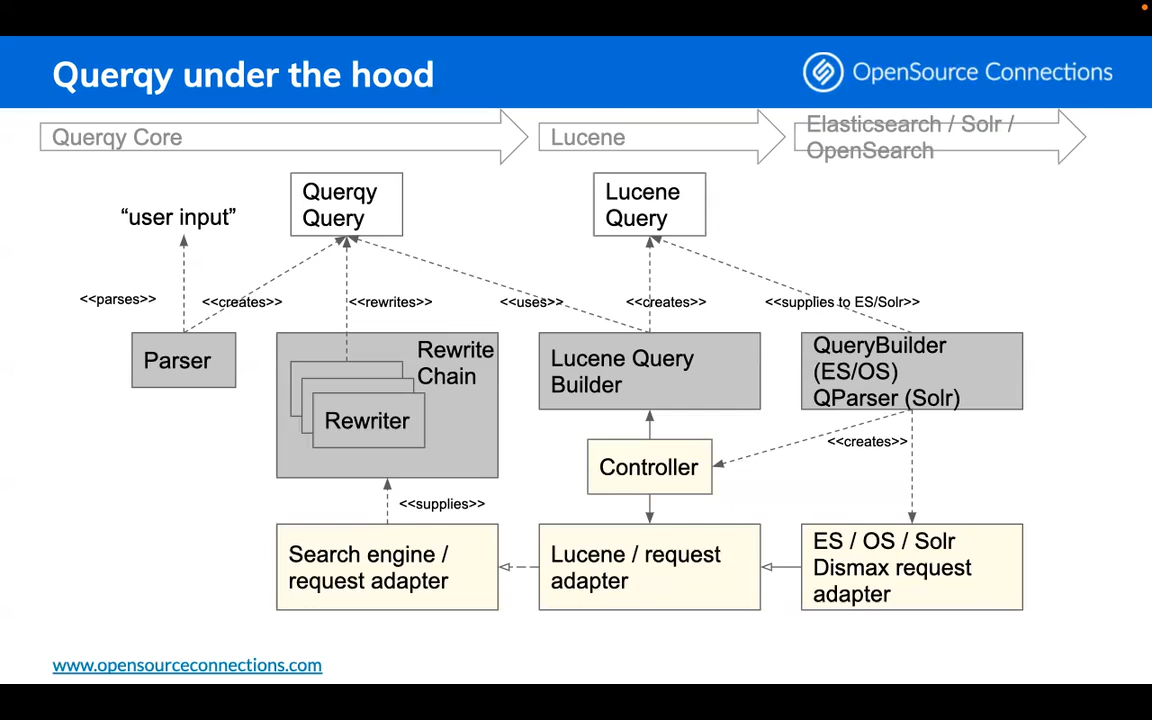 Querqy under the hood
OpenSource Connections
Querqy Core
Lucene
Elasticsearch / Solr /
OpenSearch
Querqy
Query
Lucene
Query
“user input”
<<parses>>
<<creates>>
<<rewrites>>
<<uses>>
<<creates>>
<<supplies to ES/Solr>>
Parser
Rewrite
Chain
Rewriter
Lucene Query
Builder
QueryBuilder
(ES/OS)
QParser (Solr)
<<creates>>
Controller
<<supplies>>
Search engine /
request adapter
Lucene / request
adapter
ES / OS / Solr
Dismax request
adapter
www.opensourceconnections.com